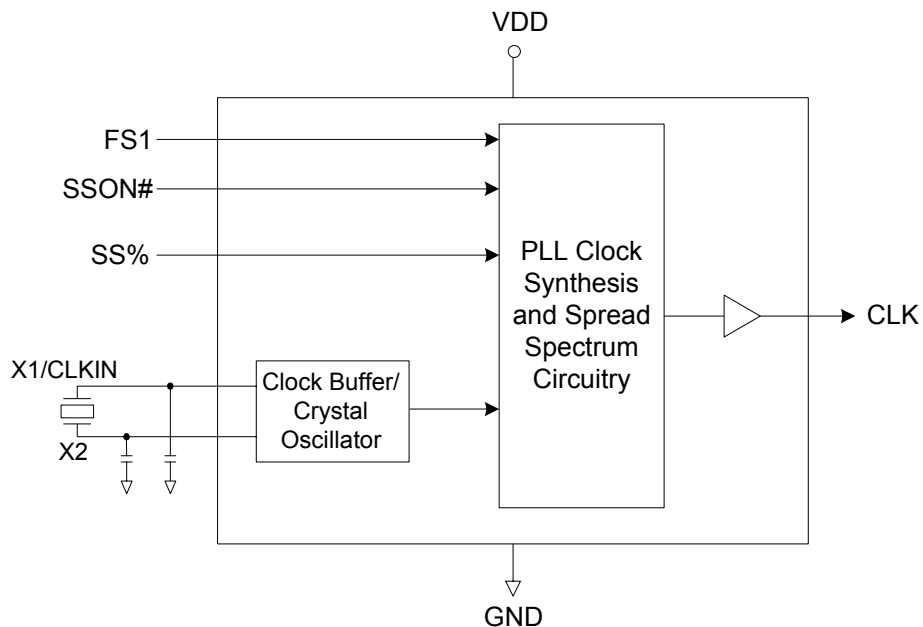 VDD
FS1
SSON#
SS%
PLL Clock
Synthesis
and Spread
Spectrum
Circuitry
CLK
X1/CLKIN
X2
Clock Buffer/
Crystal
Oscillator
GND